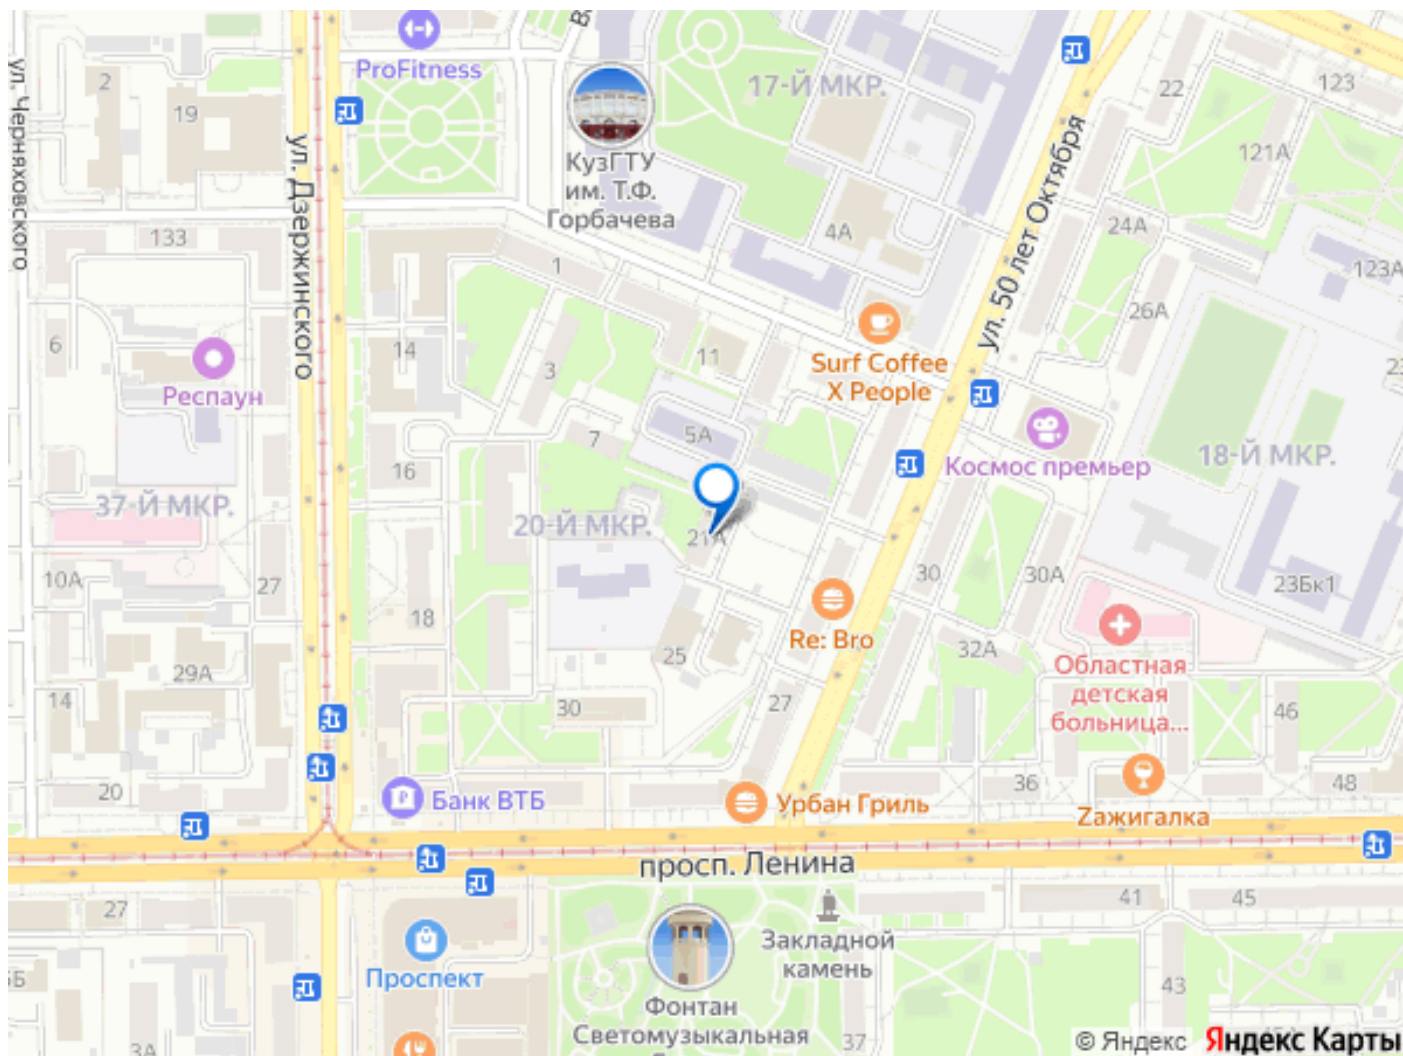 ProFitness
2
19
ул. Черняховского
ул. Дзержинского
КузГТУ
им. Т.Ф.
Горбачева
17-Й МКР.
22
123
121А
ул. 50 лет Октября
24А
4А
133
1
123А
26А
6
14
11
3
Surf Coffee
X People
Респаун
5А
7
Космос премьер
18-Й МКР.
16
37-Й МКР.
20-Й МКР.
21А
10А
27
18
30
30А
23Бк1
Re: Bro
25
32А
Областная
детская
больница...
29А
14
30
27
46
20
Банк ВТБ
Урбан Гриль
36
Zажигалка
48
просп. Ленина
27
41
45
Закладной
камень
Проспект
43
Фонтан
Светомузыкальная
3А
37
© Яндекс
Яндекс Карты